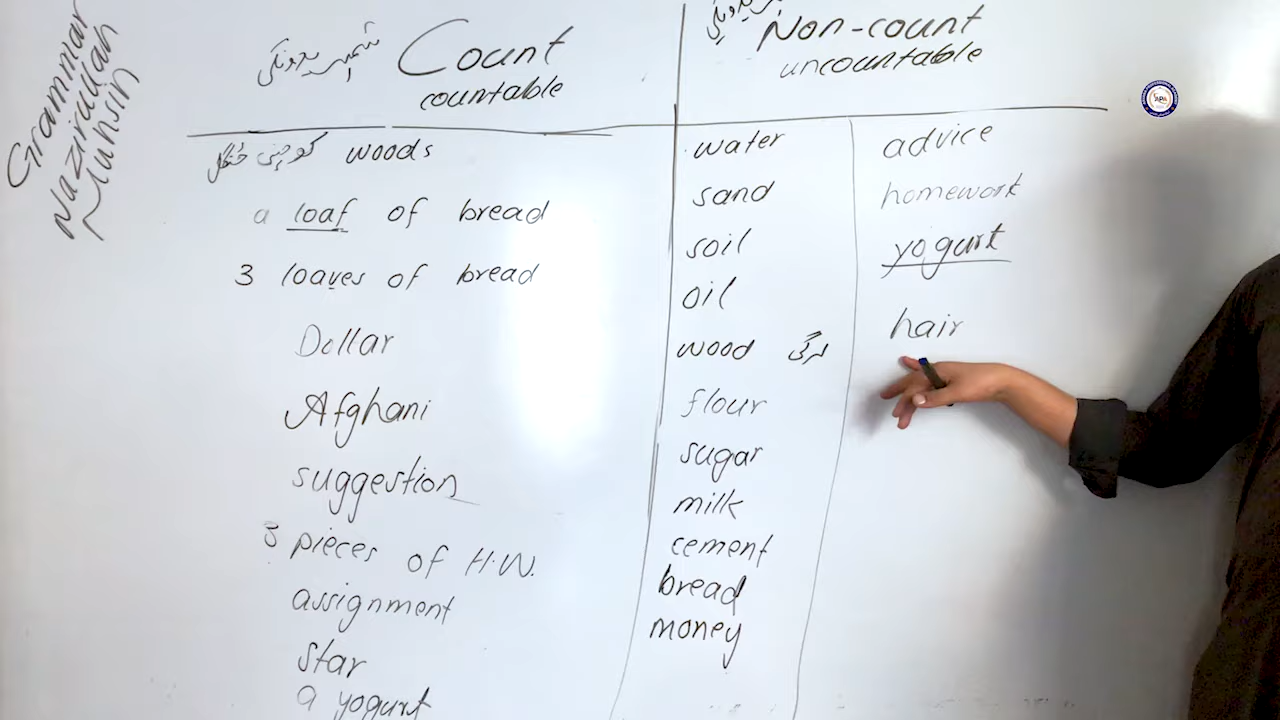 Grammar
Nazirullah
Muhsin
Count
countable
woods
a loaf of bread
3 loaves of bread
Dollar
Afghani
suggestion
3 pieces of H.W.
assignment
star
a yogurt
Non-count
uncountable
water
sand
soil
oil
wood لرګی
flour
sugar
milk
cement
bread
money
advice
homework
yogurt
hair
APA